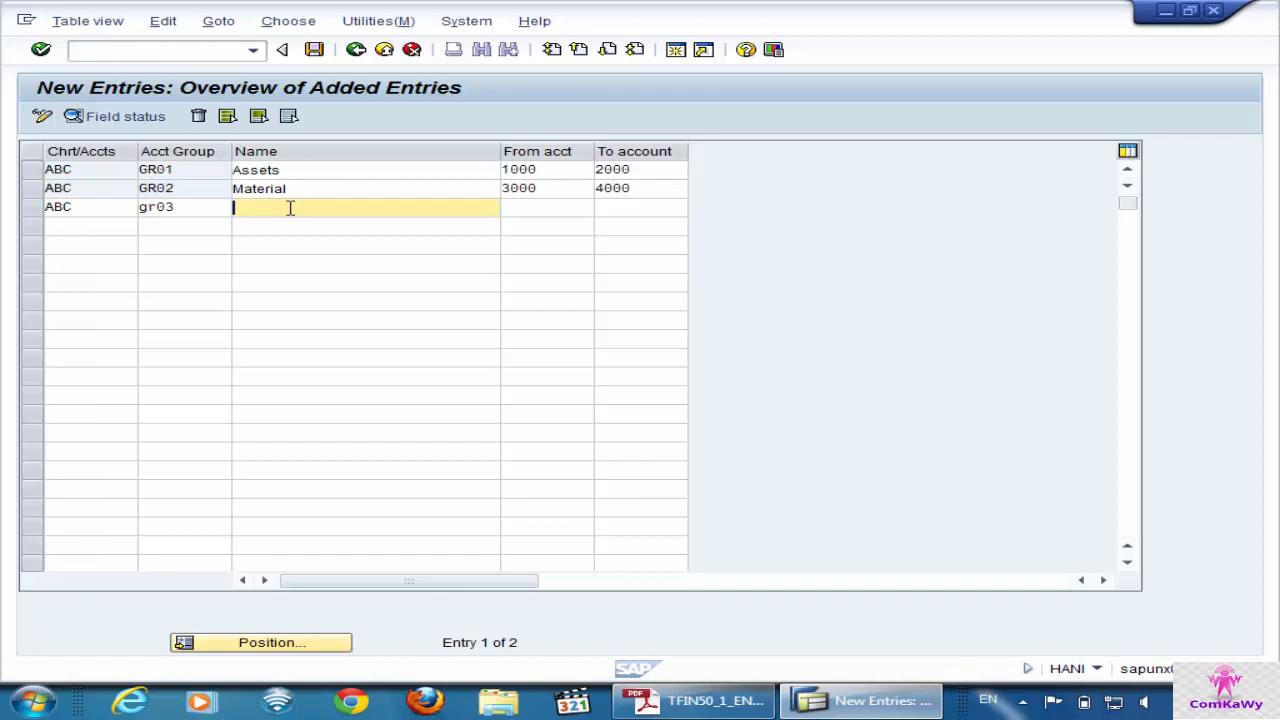 Table view Edit Goto Choose Utilities(M) System Help
New Entries: Overview of Added Entries
Field status
Chrt/Accts Acct Group Name From acct To account
ABC GR01 Assets 1000 2000
ABC GR02 Material 3000 4000
ABC gr03
Position... Entry 1 of 2
SAP HANI
321 PDF TFIN50_1_EN... New Entries: ... EN
ComKaWy